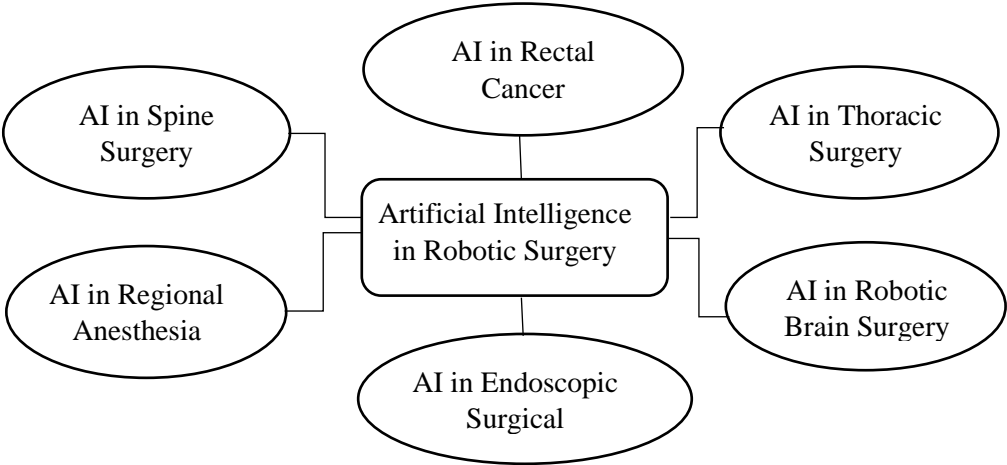 AI in Rectal
Cancer
AI in Spine
Surgery
AI in Thoracic
Surgery
Artificial Intelligence
in Robotic Surgery
AI in Regional
Anesthesia
AI in Robotic
Brain Surgery
AI in Endoscopic
Surgical